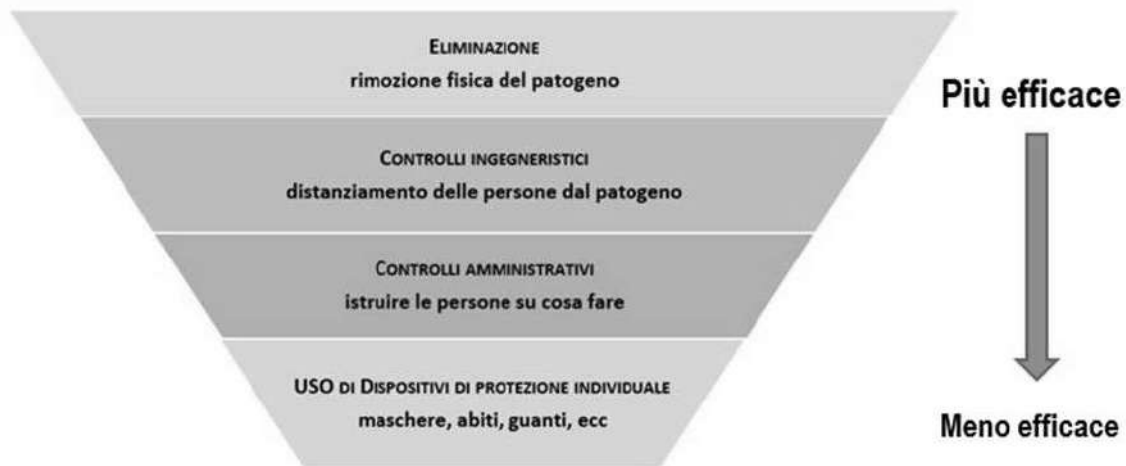 ELIMINAZIONE
rimozione fisica del patogeno
Più efficace
CONTROLLI INGEGNERISTICI
distanziamento delle persone dal patogeno
CONTROLLI AMMINISTRATIVI
istruire le persone su cosa fare
USO DI DISPOSITIVI DI PROTEZIONE INDIVIDUALE
maschere, abiti, guanti, ecc
Meno efficace